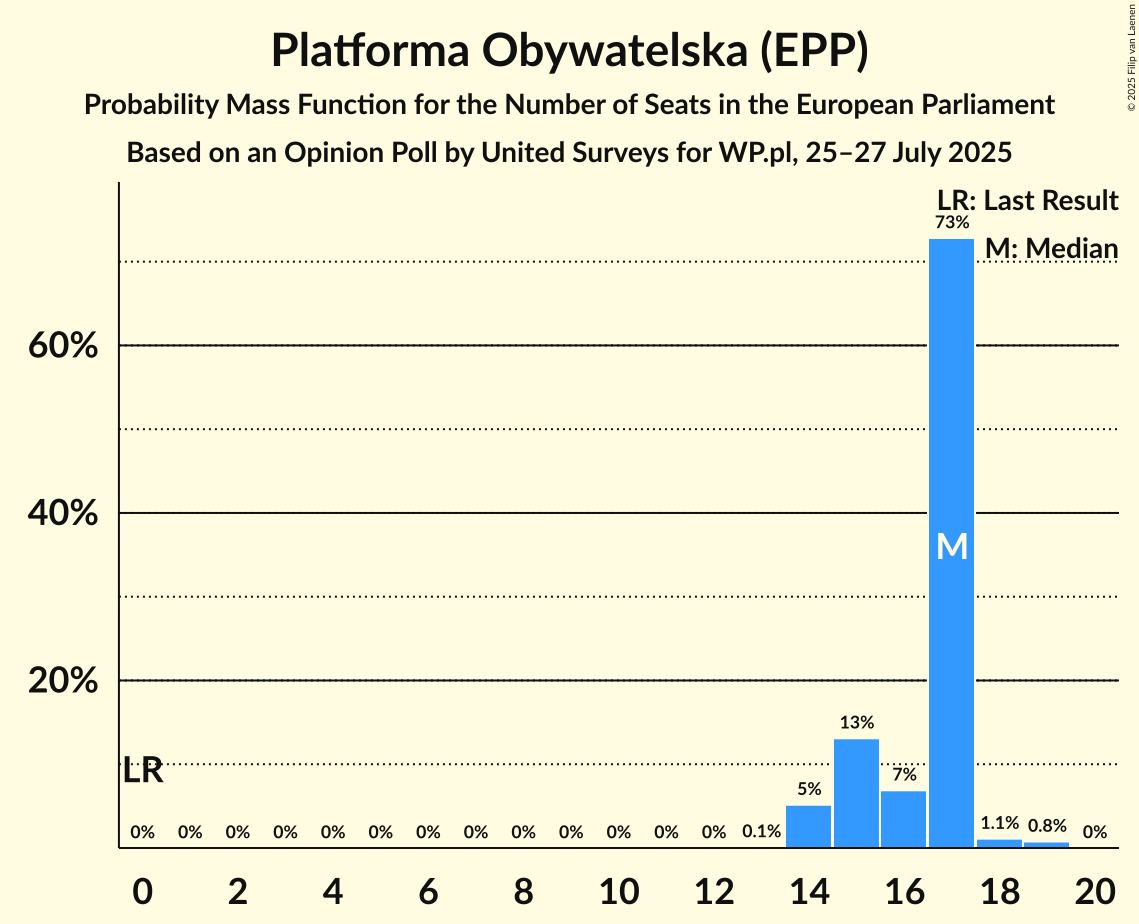 Platforma Obywatelska (EPP)
Probability Mass Function for the Number of Seats in the European Parliament
Based on an Opinion Poll by United Surveys for WP.pl, 25–27 July 2025
© 2025 Filip van Laenen
LR: Last Result
M: Median
73%
60%
40%
M
20%
13%
LR
7%
5%
0% 0% 0% 0% 0% 0% 0% 0% 0% 0% 0% 0% 0% 0.1% 1.1% 0.8% 0%
0 2 4 6 8 10 12 14 16 18 20